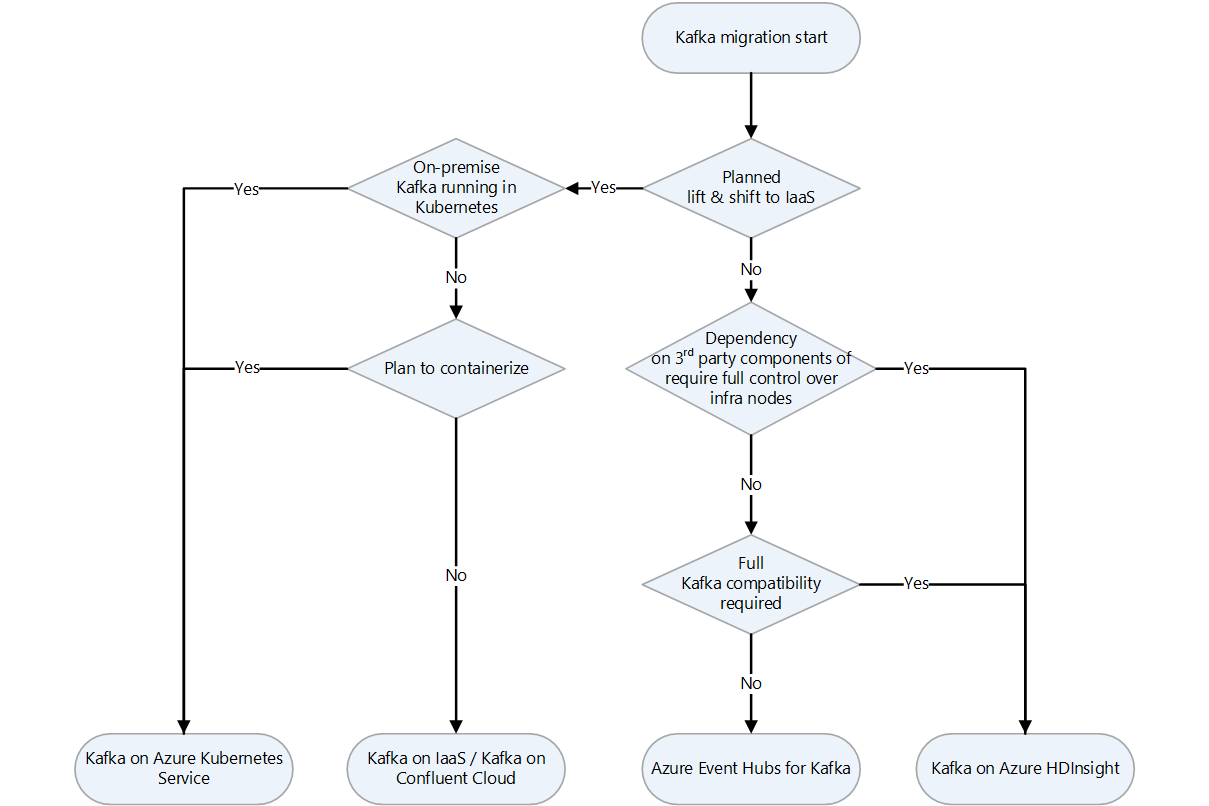 Kafka migration start
On-premise
Kafka running in
Kubernetes
Planned
lift & shift to IaaS
Yes
Yes
No
No
Plan to containerize
Dependency
on 3rd party components of
require full control over
infra nodes
Yes
Yes
No
No
Full
Kafka compatibility
required
Yes
No
Kafka on Azure Kubernetes
Service
Kafka on IaaS / Kafka on
Confluent Cloud
Azure Event Hubs for Kafka
Kafka on Azure HDInsight